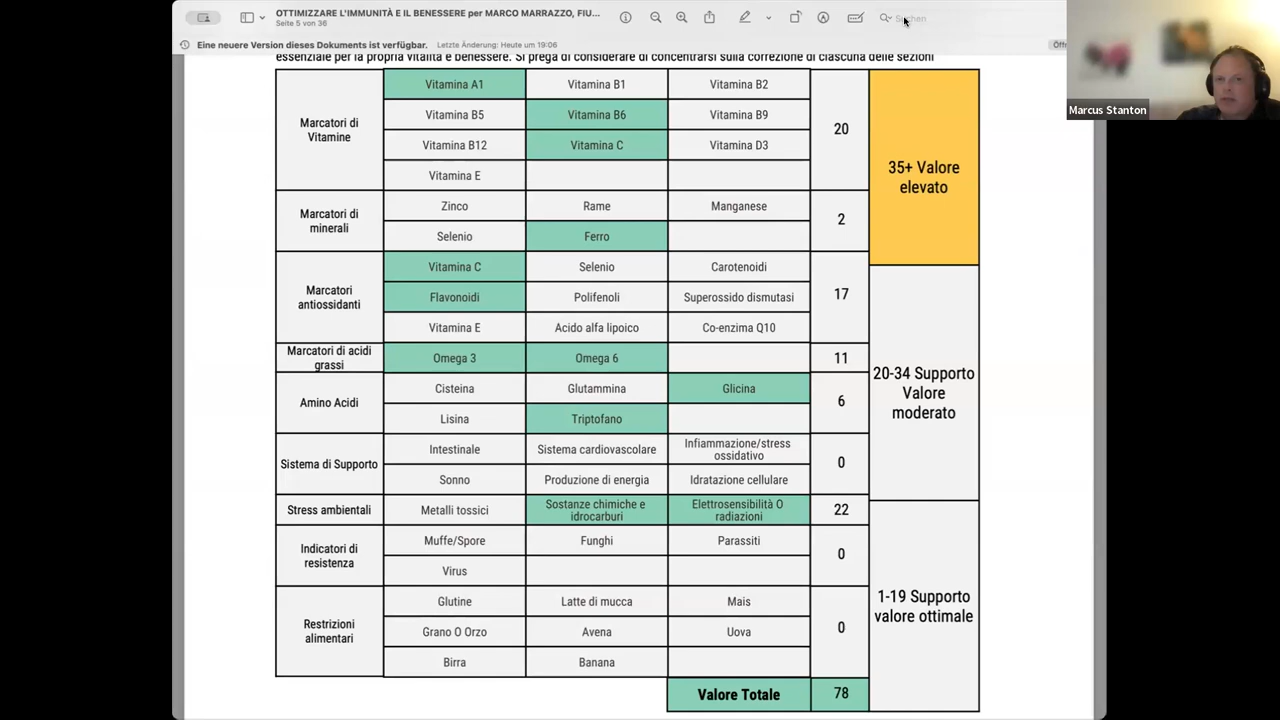 OTTIMIZZARE L'IMMUNITÀ E IL BENESSERE per MARCO MARRAZZO, FIU...
Seite 5 von 36
Suchen
Eine neuere Version dieses Dokuments ist verfügbar. Letzte Änderung: Heute um 19:06
Öff
Marcus Stanton
essenziale per la propria vitalità e benessere. Si prega di considerare di concentrarsi sulla correzione di ciascuna delle sezioni
Marcatori di Vitamine
Vitamina A1 Vitamina B1 Vitamina B2
Vitamina B5 Vitamina B6 Vitamina B9
Vitamina B12 Vitamina C Vitamina D3
Vitamina E
20
35+ Valore
elevato
Marcatori di
minerali
Zinco Rame Manganese
Selenio Ferro
2
Marcatori
antiossidanti
Vitamina C Selenio Carotenoidi
Flavonoidi Polifenoli Superossido dismutasi
Vitamina E Acido alfa lipoico Co-enzima Q10
17
Marcatori di acidi
grassi
Omega 3 Omega 6
11
20-34 Supporto
Valore
moderato
Amino Acidi
Cisteina Glutammina Glicina
Lisina Triptofano
6
Sistema di Supporto
Intestinale Sistema cardiovascolare Infiammazione/stress
ossidativo
Sonno Produzione di energia Idratazione cellulare
0
Stress ambientali
Metalli tossici Sostanze chimiche e
idrocarburi
Elettrosensibilità O
radiazioni
22
Indicatori di
resistenza
Muffe/Spore Funghi Parassiti
Virus
0
1-19 Supporto
valore ottimale
Restrizioni
alimentari
Glutine Latte di mucca Mais
Grano O Orzo Avena Uova
Birra Banana
0
Valore Totale 78